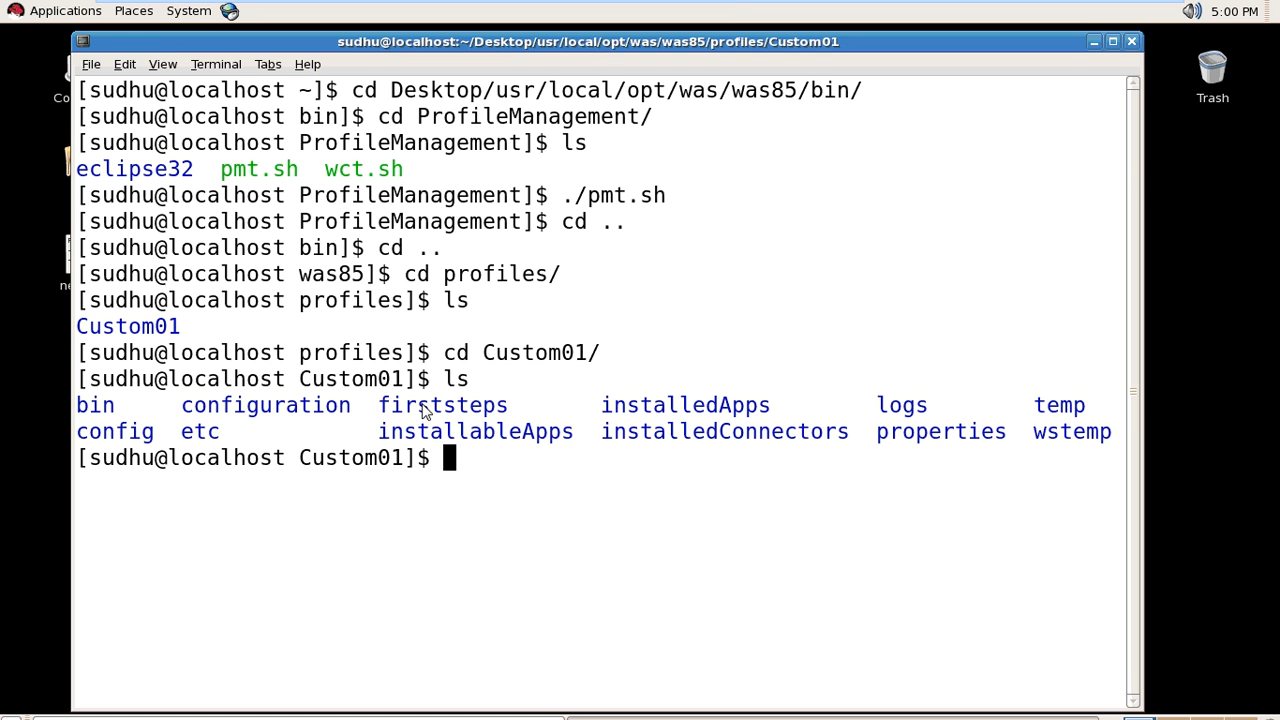 Applications Places System 5:00 PM
sudhu@localhost:~/Desktop/usr/local/opt/was/was85/profiles/Custom01
File Edit View Terminal Tabs Help
[sudhu@localhost ~]$ cd Desktop/usr/local/opt/was/was85/bin/
[sudhu@localhost bin]$ cd ProfileManagement/
[sudhu@localhost ProfileManagement]$ ls
eclipse32 pmt.sh wct.sh
[sudhu@localhost ProfileManagement]$ ./pmt.sh
[sudhu@localhost ProfileManagement]$ cd ..
[sudhu@localhost bin]$ cd ..
[sudhu@localhost was85]$ cd profiles/
[sudhu@localhost profiles]$ ls
Custom01
[sudhu@localhost profiles]$ cd Custom01/
[sudhu@localhost Custom01]$ ls
bin configuration firststeps installedApps logs temp
config etc installableApps installedConnectors properties wstemp
[sudhu@localhost Custom01]$
Trash